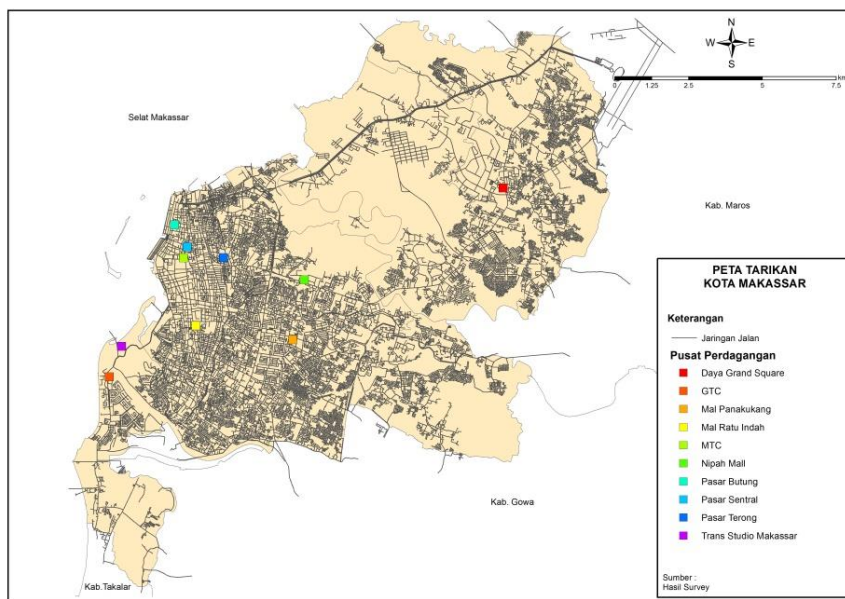 N
W E
S
km
0 1.25 2.5 5 7.5
Selat Makassar
Kab. Maros
Kab. Gowa
Kab.Takalar
PETA TARIKAN
KOTA MAKASSAR
Keterangan
Jaringan Jalan
Pusat Perdagangan
Daya Grand Square
GTC
Mal Panakukang
Mal Ratu Indah
MTC
Nipah Mall
Pasar Butung
Pasar Sentral
Pasar Terong
Trans Studio Makassar
Sumber :
Hasil Survey